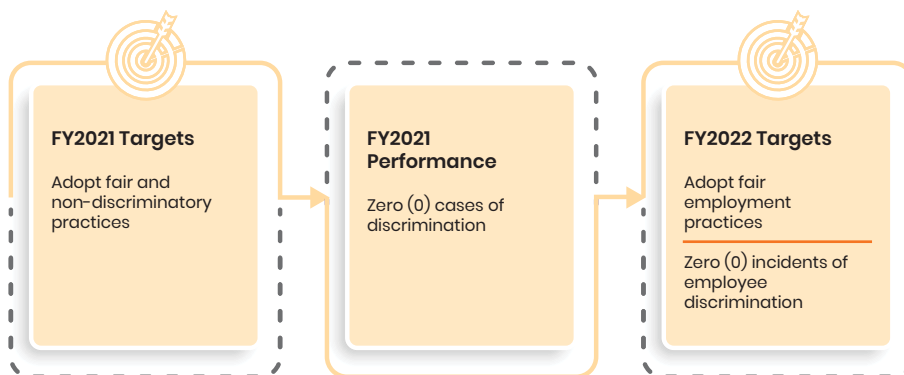 FY2021 Targets
Adopt fair and
non-discriminatory
practices
FY2021
Performance
Zero (0) cases of
discrimination
FY2022 Targets
Adopt fair
employment
practices
Zero (0) incidents of
employee
discrimination